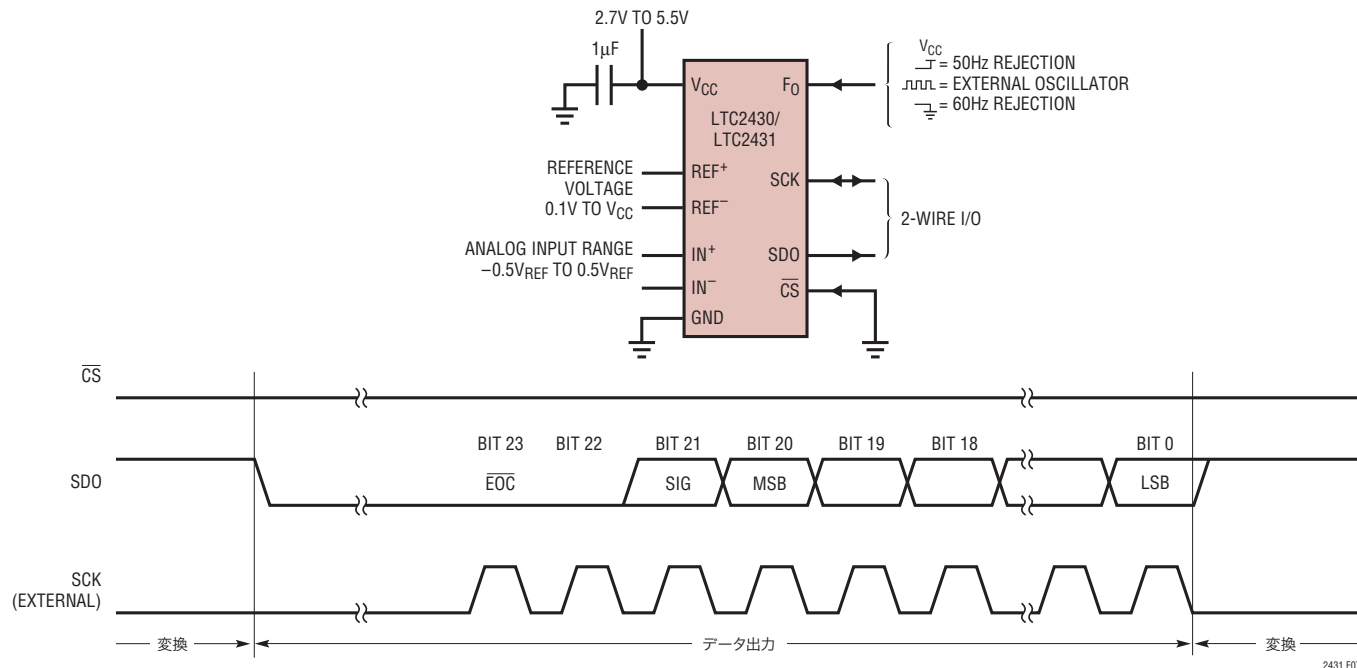 2.7V TO 5.5V
1µF
VCC
FO
LTC2430/
LTC2431
VCC
= 50Hz REJECTION
= EXTERNAL OSCILLATOR
= 60Hz REJECTION
REFERENCE
VOLTAGE
0.1V TO VCC
REF+
REF−
SCK
2-WIRE I/O
ANALOG INPUT RANGE
−0.5VREF TO 0.5VREF
IN+
IN−
SDO
CS
GND
CS
BIT 23 BIT 22 BIT 21 BIT 20 BIT 19 BIT 18 BIT 0
SDO
EOC SIG MSB LSB
SCK
(EXTERNAL)
変換 データ出力 変換